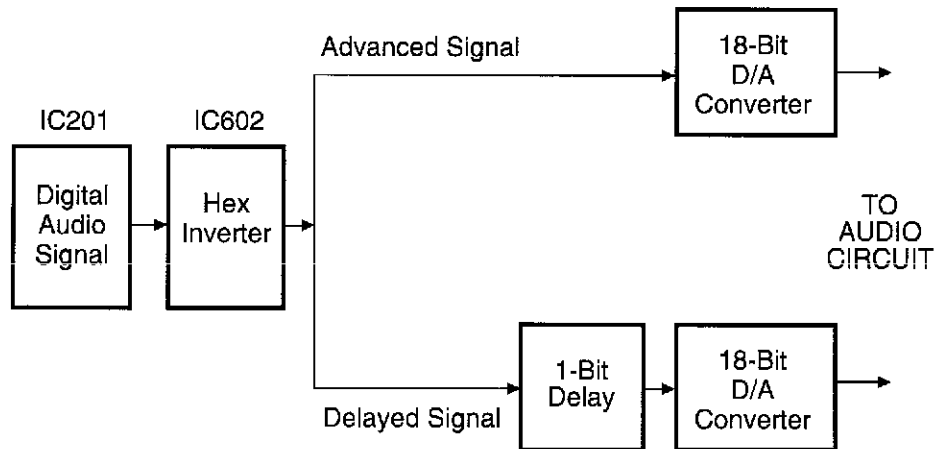 Advanced Signal
18-Bit
D/A
Converter
IC201
IC602
Digital
Audio
Signal
Hex
Inverter
TO
AUDIO
CIRCUIT
1-Bit
Delay
18-Bit
D/A
Converter
Delayed Signal